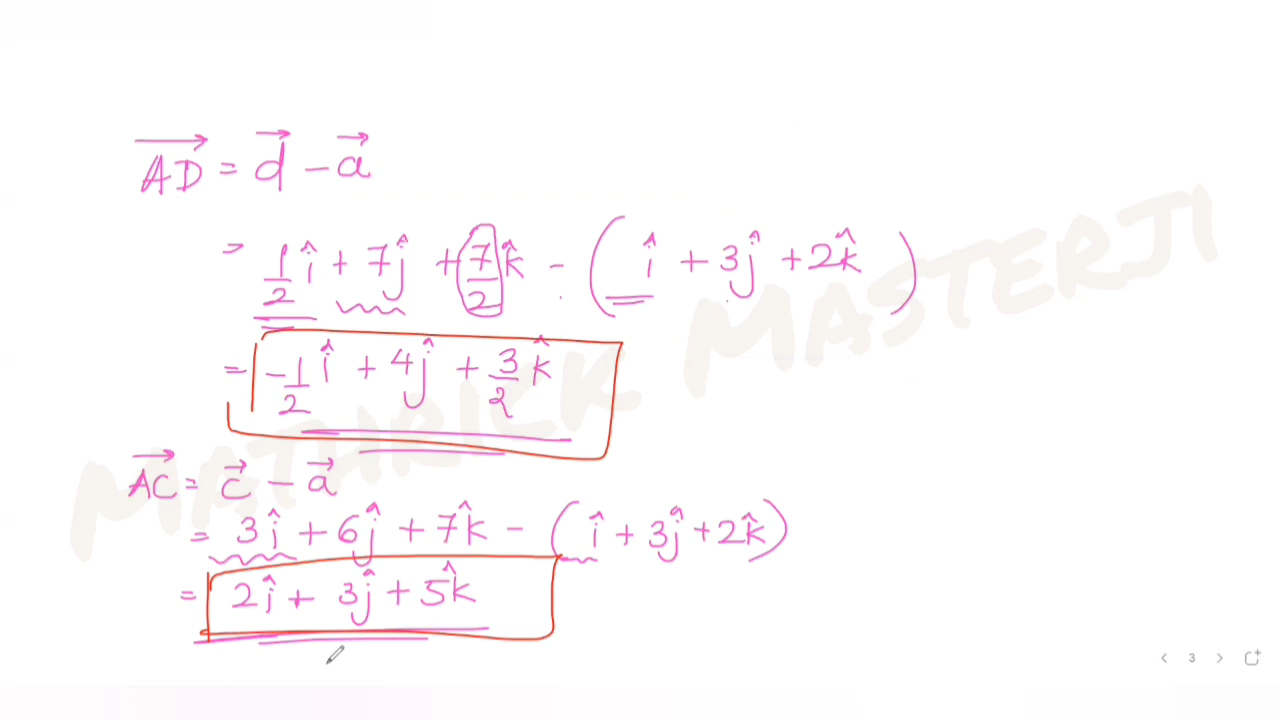 AD⃗ = d⃗ - a⃗
= 1/2 î + 7ĵ + 7/2 k̂ - ( î + 3ĵ + 2k̂ )
= -1/2 î + 4ĵ + 3/2 k̂
AC⃗ = c⃗ - a⃗
= 3î + 6ĵ + 7k̂ - ( î + 3ĵ + 2k̂ )
= 2î + 3ĵ + 5k̂
MATHRICK MASTERJI
3